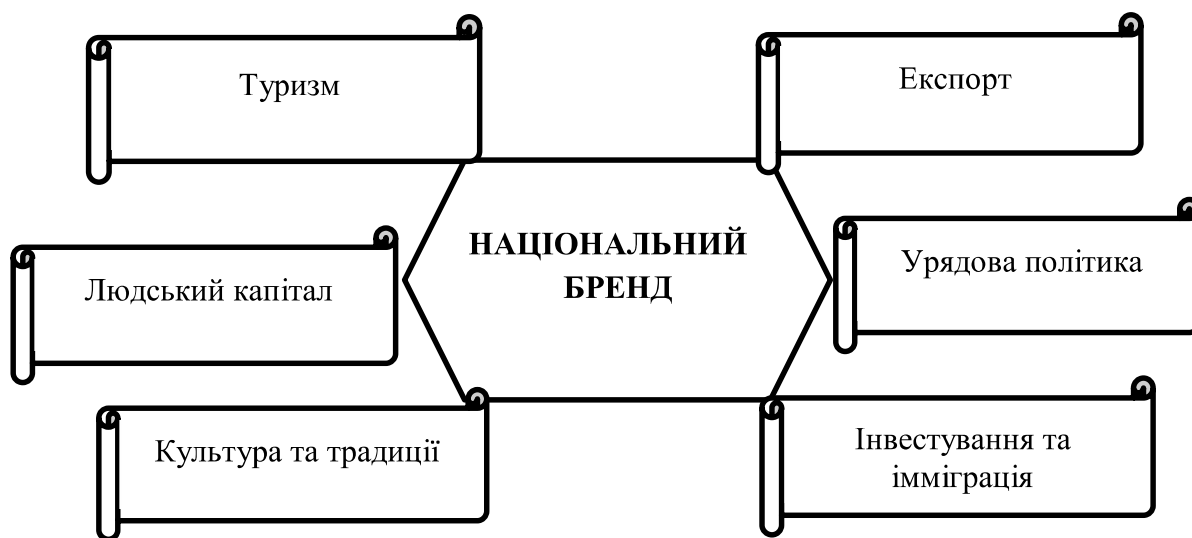 Туризм
Експорт
НАЦІОНАЛЬНИЙ
БРЕНД
Людський капітал
Урядова політика
Культура та традиції
Інвестування та
імміграція